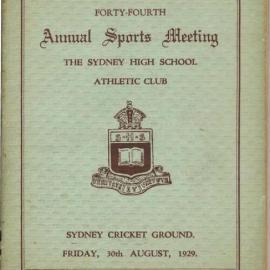 FORTY-FOURTH
Annual Sports Meeting
THE SYDNEY HIGH SCHOOL
ATHLETIC CLUB
S H S
SYDNEY CRICKET GROUND.
FRIDAY, 30th AUGUST, 1929.